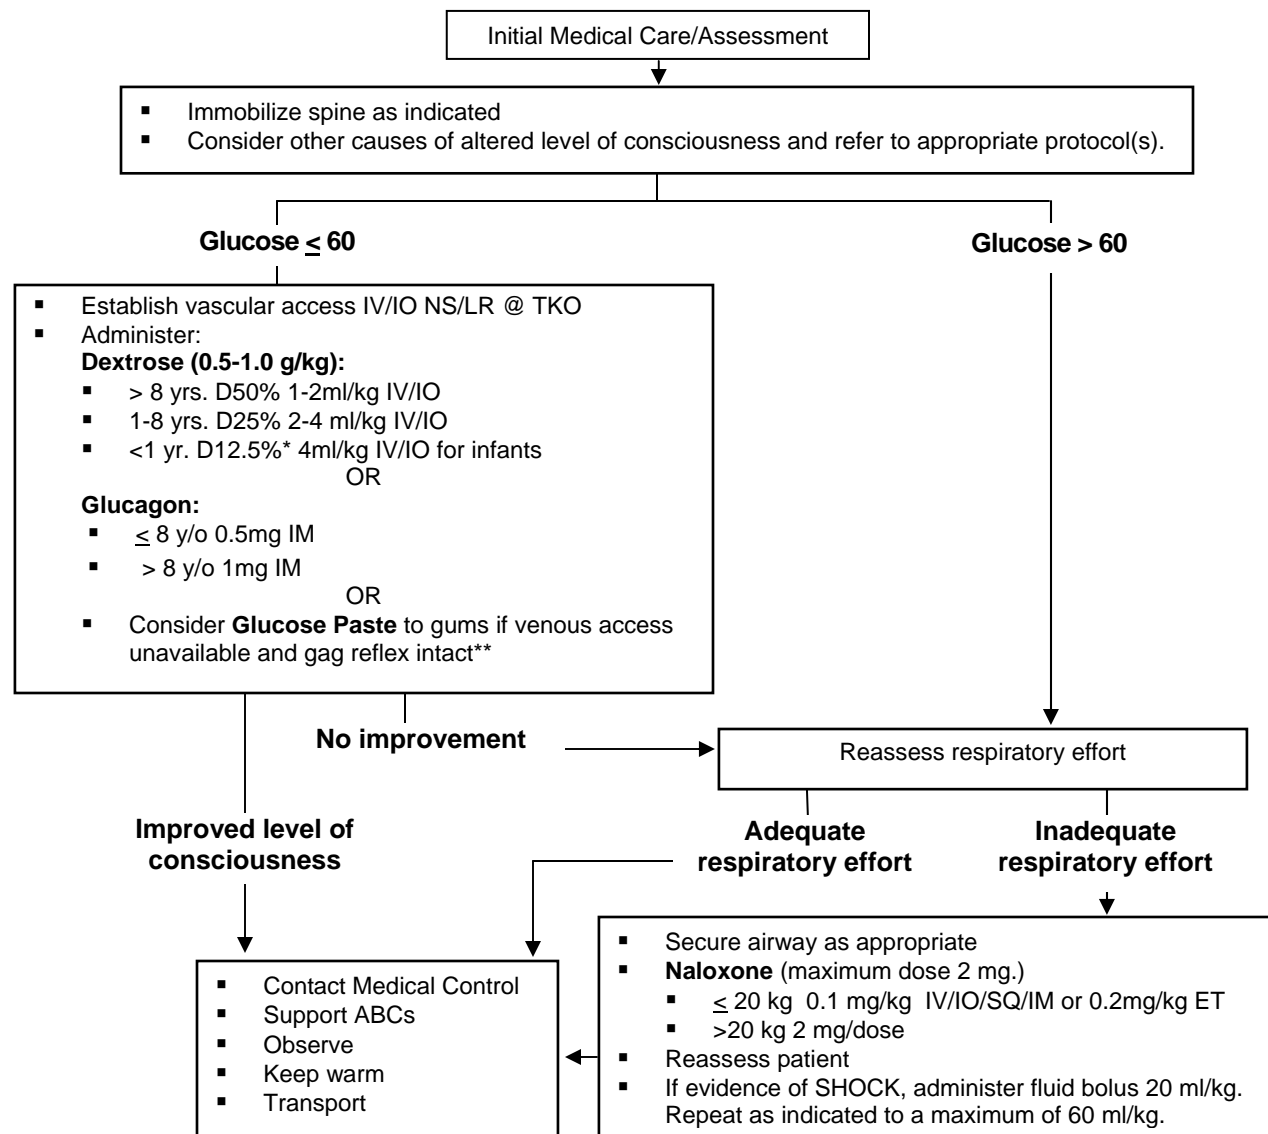 Initial Medical Care/Assessment
▪ Immobilize spine as indicated
▪ Consider other causes of altered level of consciousness and refer to appropriate protocol(s).
Glucose ≤ 60
Glucose > 60
▪ Establish vascular access IV/IO NS/LR @ TKO
▪ Administer:
Dextrose (0.5-1.0 g/kg):
▪ > 8 yrs. D50% 1-2ml/kg IV/IO
▪ 1-8 yrs. D25% 2-4 ml/kg IV/IO
▪ <1 yr. D12.5%* 4ml/kg IV/IO for infants
OR
Glucagon:
▪ ≤ 8 y/o 0.5mg IM
▪ > 8 y/o 1mg IM
OR
▪ Consider Glucose Paste to gums if venous access
unavailable and gag reflex intact**
No improvement
Reassess respiratory effort
Improved level of
consciousness
Adequate
respiratory effort
Inadequate
respiratory effort
▪ Contact Medical Control
▪ Support ABCs
▪ Observe
▪ Keep warm
▪ Transport
▪ Secure airway as appropriate
▪ Naloxone (maximum dose 2 mg.)
▪ ≤ 20 kg 0.1 mg/kg IV/IO/SQ/IM or 0.2mg/kg ET
▪ >20 kg 2 mg/dose
▪ Reassess patient
▪ If evidence of SHOCK, administer fluid bolus 20 ml/kg.
Repeat as indicated to a maximum of 60 ml/kg.